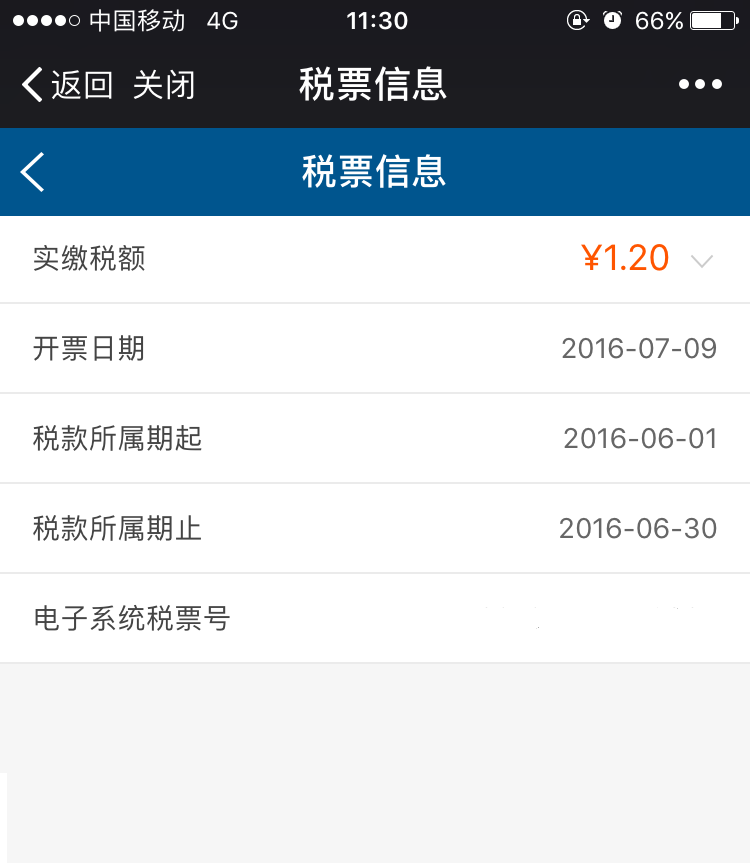 中国移动 4G 11:30 66%
返回 关闭 税票信息
税票信息
实缴税额 ¥1.20
开票日期 2016-07-09
税款所属期起 2016-06-01
税款所属期止 2016-06-30
电子系统税票号